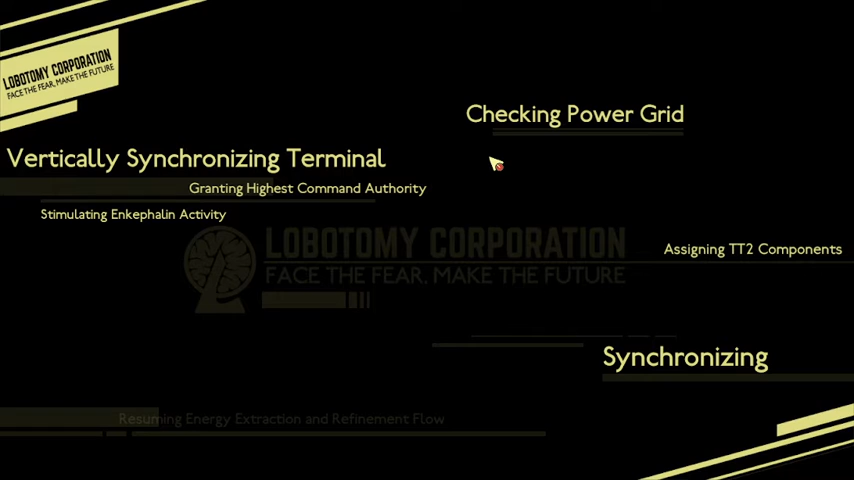 LOBOTOMY CORPORATION
FACE THE FEAR, MAKE THE FUTURE
Checking Power Grid
Vertically Synchronizing Terminal
Granting Highest Command Authority
Stimulating Enkephalin Activity
LOBOTOMY CORPORATION
FACE THE FEAR, MAKE THE FUTURE
Assigning TT2 Components
Synchronizing
Resuming Energy Extraction and Refinement Flow